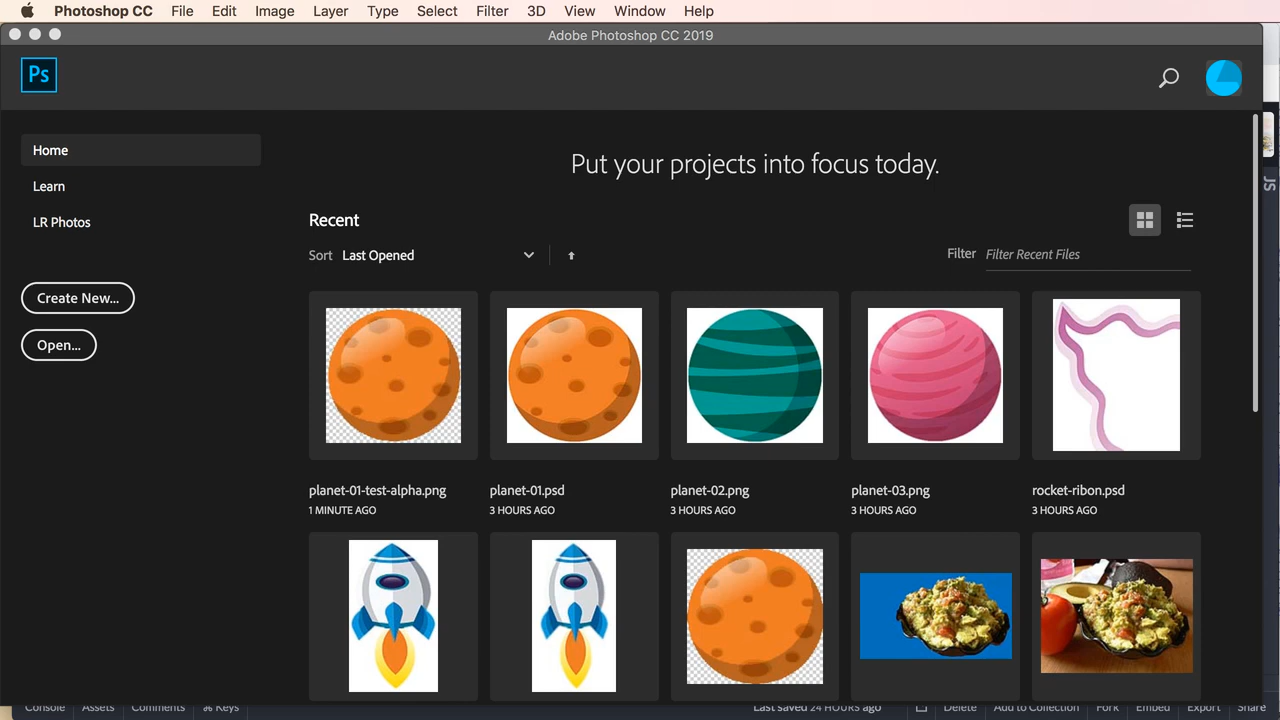 Photoshop CC File Edit Image Layer Type Select Filter 3D View Window Help
Adobe Photoshop CC 2019
Ps
Home
Learn
LR Photos
Create New...
Open...
Put your projects into focus today.
Recent
Sort Last Opened
Filter Filter Recent Files
planet-01-test-alpha.png planet-01.psd planet-02.png planet-03.png rocket-ribon.psd
1 MINUTE AGO 3 HOURS AGO 3 HOURS AGO 3 HOURS AGO 3 HOURS AGO
JS
Console Assets Comments ⌘ Keys Last saved 24 HOURS ago Delete Add to Collection Fork Embed Export Share